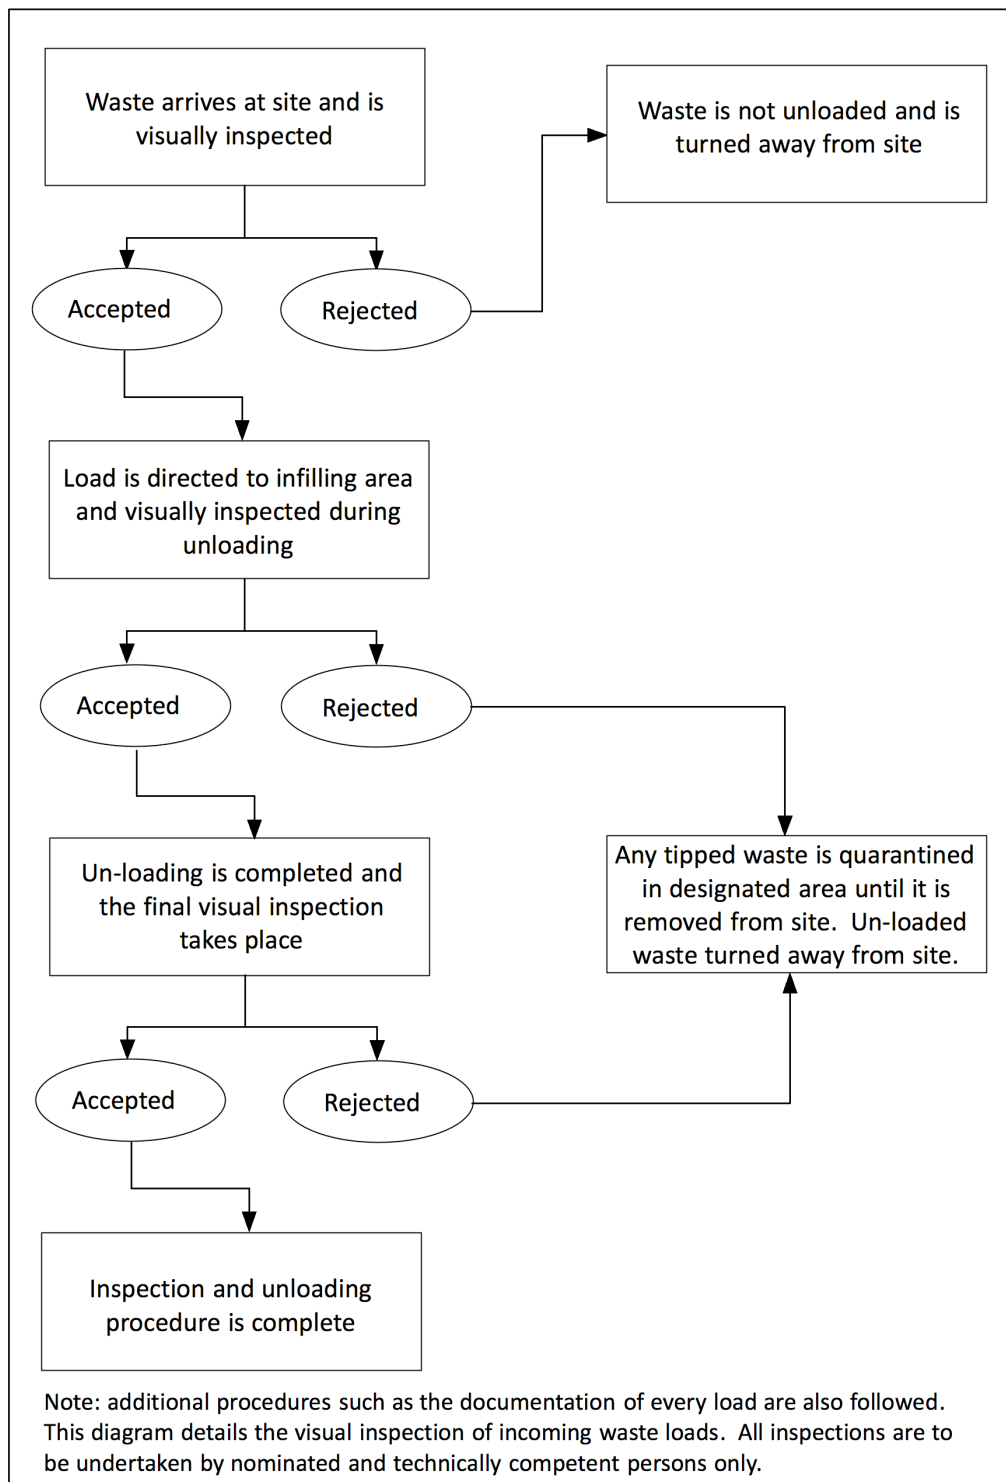 Waste arrives at site and is
visually inspected
Waste is not unloaded and is
turned away from site
Accepted
Rejected
Load is directed to infilling area
and visually inspected during
unloading
Accepted
Rejected
Un-loading is completed and
the final visual inspection
takes place
Any tipped waste is quarantined
in designated area until it is
removed from site.  Un-loaded
waste turned away from site.
Accepted
Rejected
Inspection and unloading
procedure is complete
Note: additional procedures such as the documentation of every load are also followed.
This diagram details the visual inspection of incoming waste loads.  All inspections are to
be undertaken by nominated and technically competent persons only.